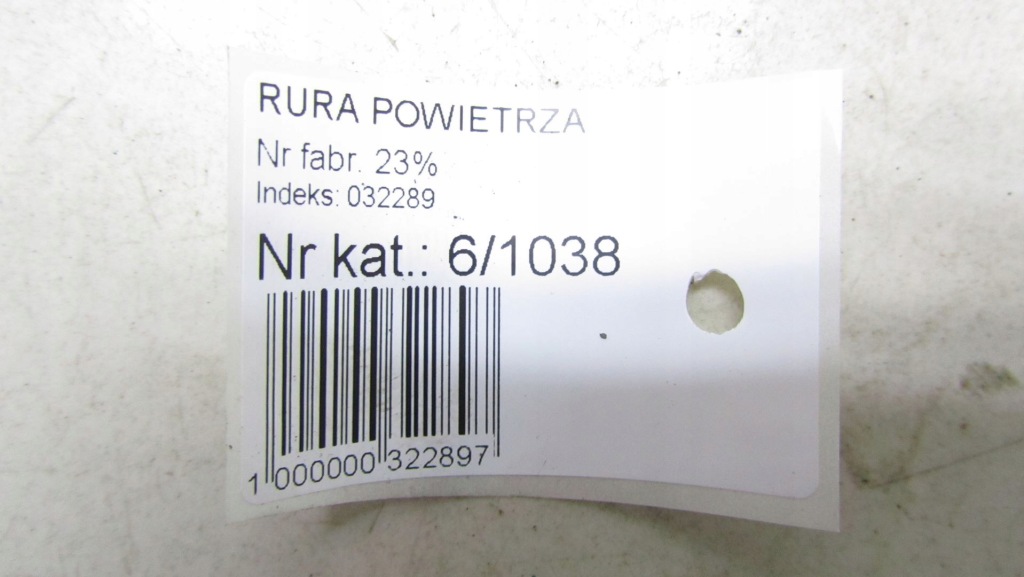 RURA POWIETRZA
Nr fabr. 23%
Indeks: 032289
Nr kat.: 6/1038
1 000000 322897